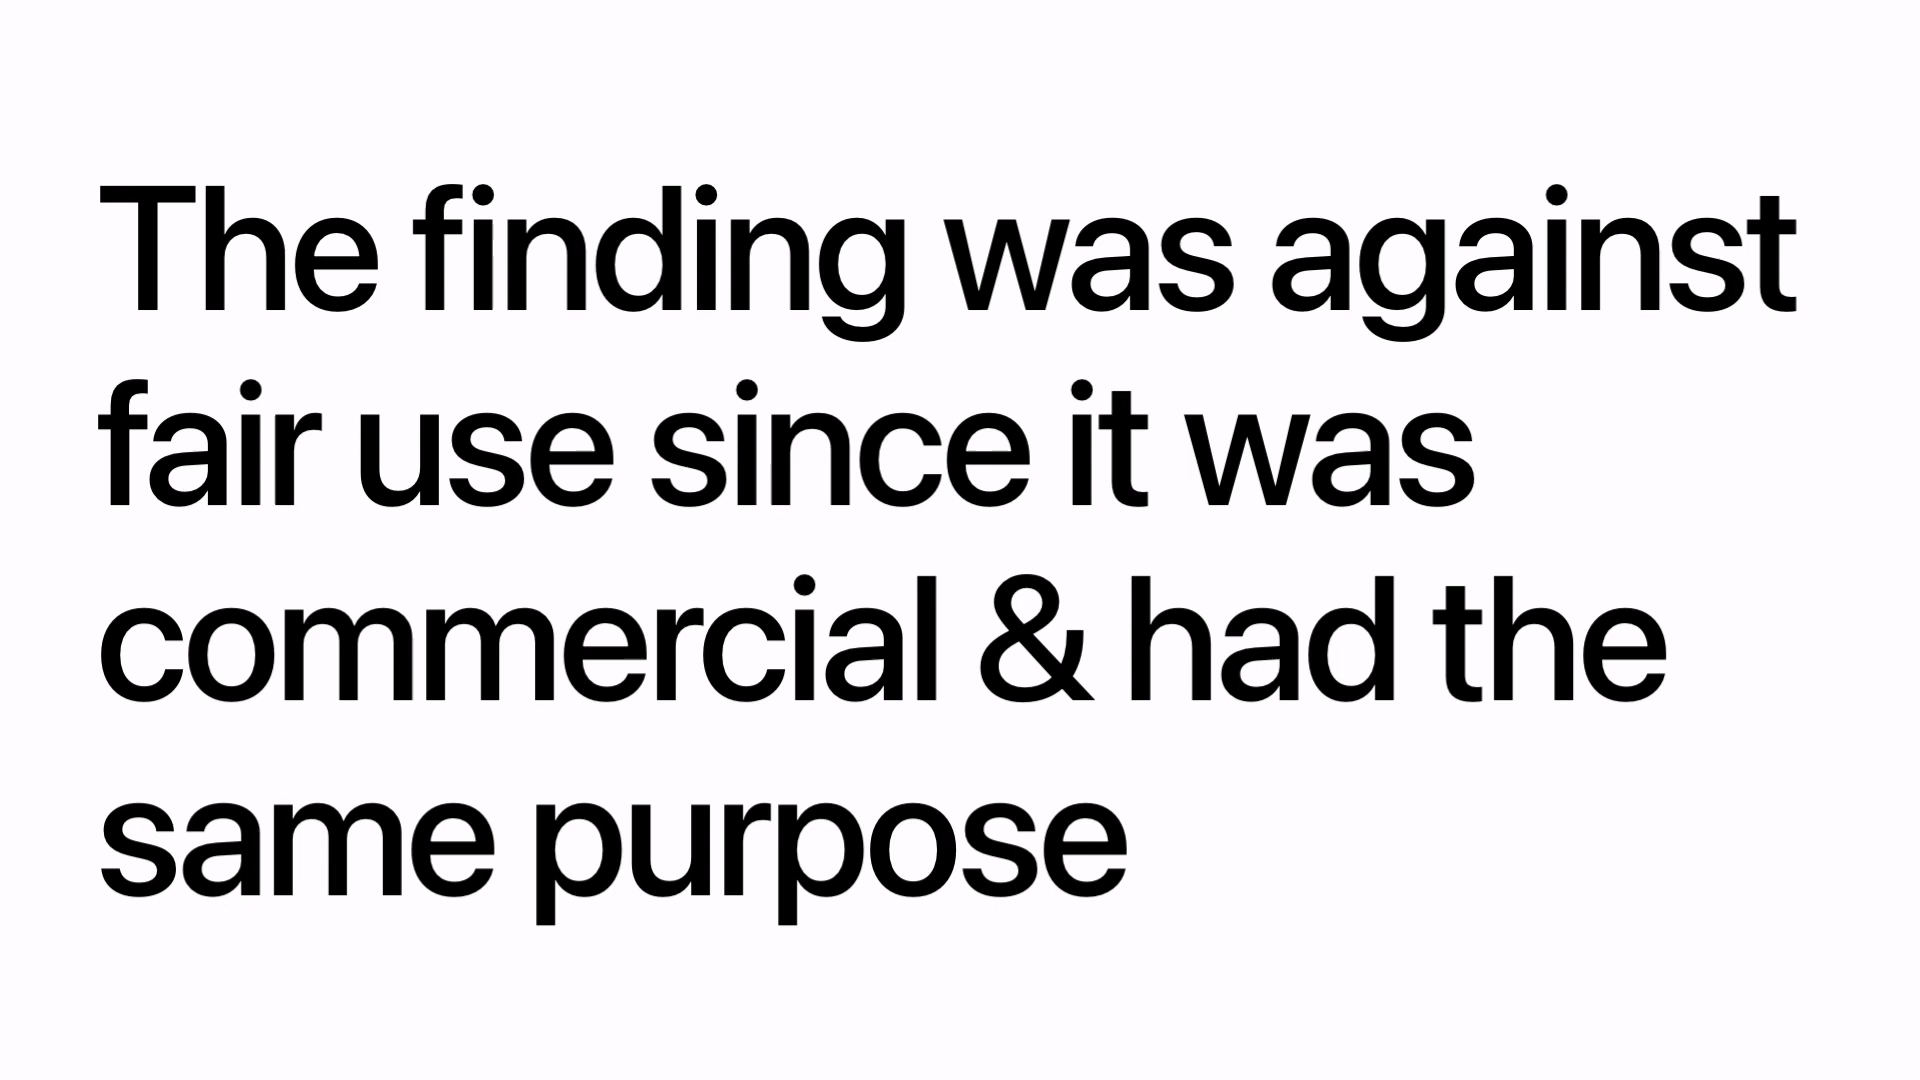 The finding was against
fair use since it was
commercial & had the
same purpose